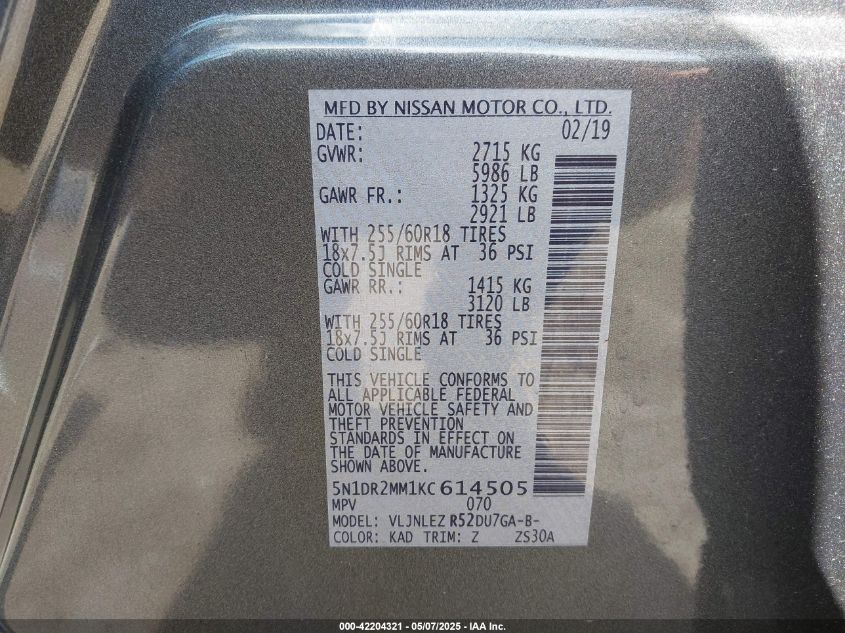 MFD BY NISSAN MOTOR CO., LTD.
DATE: 02/19
GVWR: 2715 KG
5986 LB
GAWR FR.: 1325 KG
2921 LB
WITH 255/60R18 TIRES
18x7.5J RIMS AT 36 PSI
COLD SINGLE
GAWR RR.: 1415 KG
3120 LB
WITH 255/60R18 TIRES
18x7.5J RIMS AT 36 PSI
COLD SINGLE
THIS VEHICLE CONFORMS TO
ALL APPLICABLE FEDERAL
MOTOR VEHICLE SAFETY AND
THEFT PREVENTION
STANDARDS IN EFFECT ON
THE DATE OF MANUFACTURE
SHOWN ABOVE.
5N1DR2MM1KC614505
MPV 070
MODEL: VLJNLEZ R52DU7GA-B-
COLOR: KAD TRIM: Z ZS30A
000-42204321 | 05/07/2025 - IAA Inc.